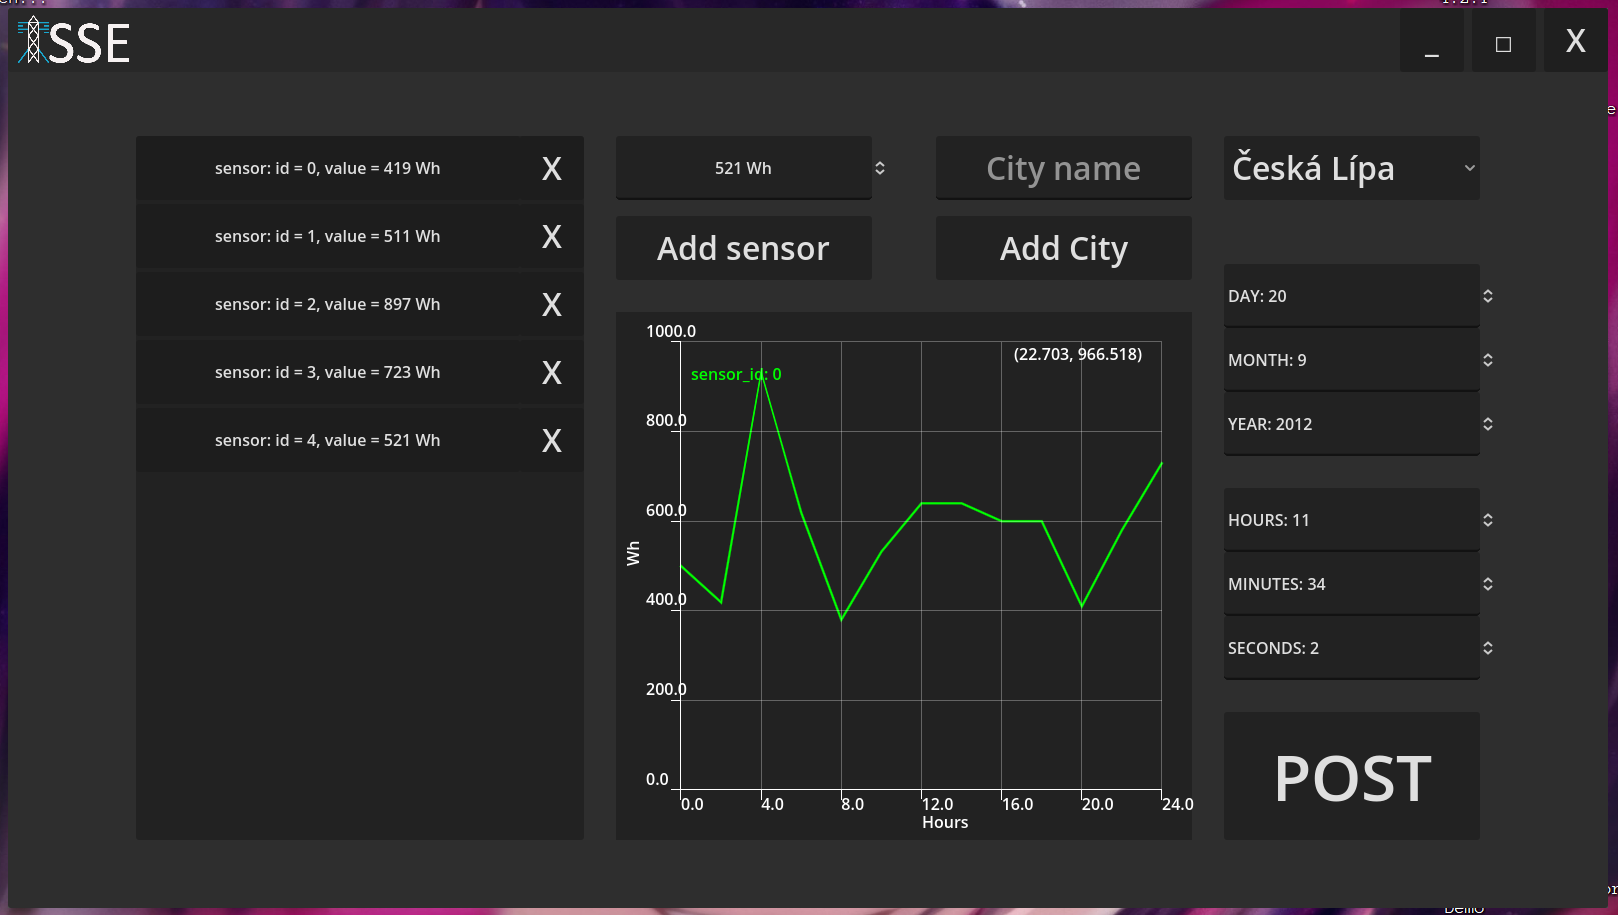 1.2.1
SSE
_
□
X
sensor: id = 0, value = 419 Wh
X
sensor: id = 1, value = 511 Wh
X
sensor: id = 2, value = 897 Wh
X
sensor: id = 3, value = 723 Wh
X
sensor: id = 4, value = 521 Wh
X
521 Wh
Add sensor
City name
Add City
Česká Lípa
1000.0
(22.703, 966.518)
sensor_id: 0
800.0
600.0
Wh
400.0
200.0
0.0
0.0 4.0 8.0 12.0 16.0 20.0 24.0
Hours
DAY: 20
MONTH: 9
YEAR: 2012
HOURS: 11
MINUTES: 34
SECONDS: 2
POST
Demo